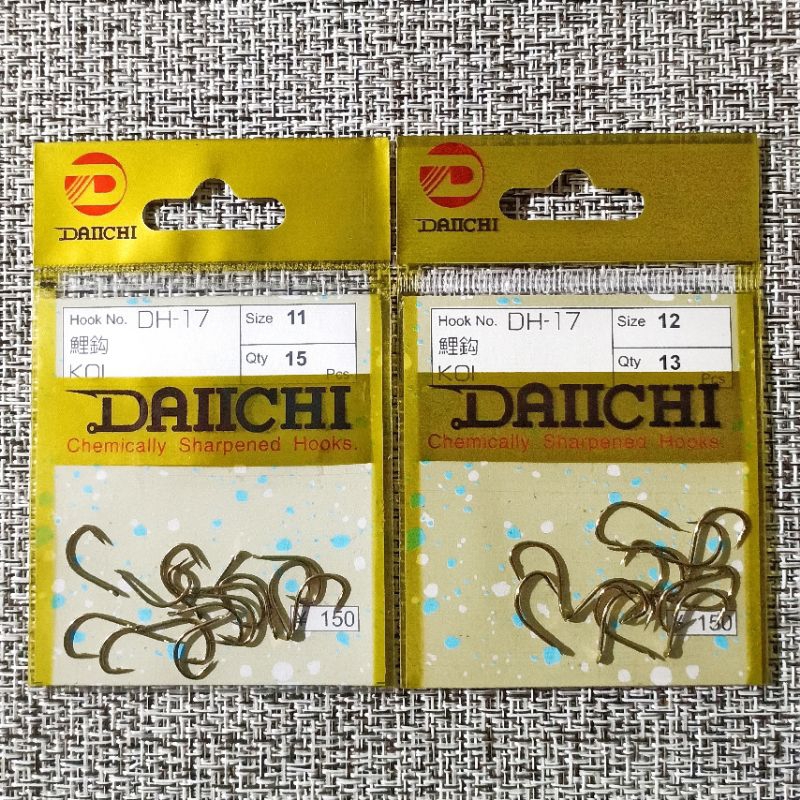 DAIICHI
Hook No. DH-17
鯉鈎
KOI
Size 11
Qty 15 Pcs
DAIICHI
Chemically Sharpened Hooks.
¥ 150
DAIICHI
Hook No. DH-17
鯉鈎
KOI
Size 12
Qty 13 Pcs
DAIICHI
Chemically Sharpened Hooks.
¥ 150